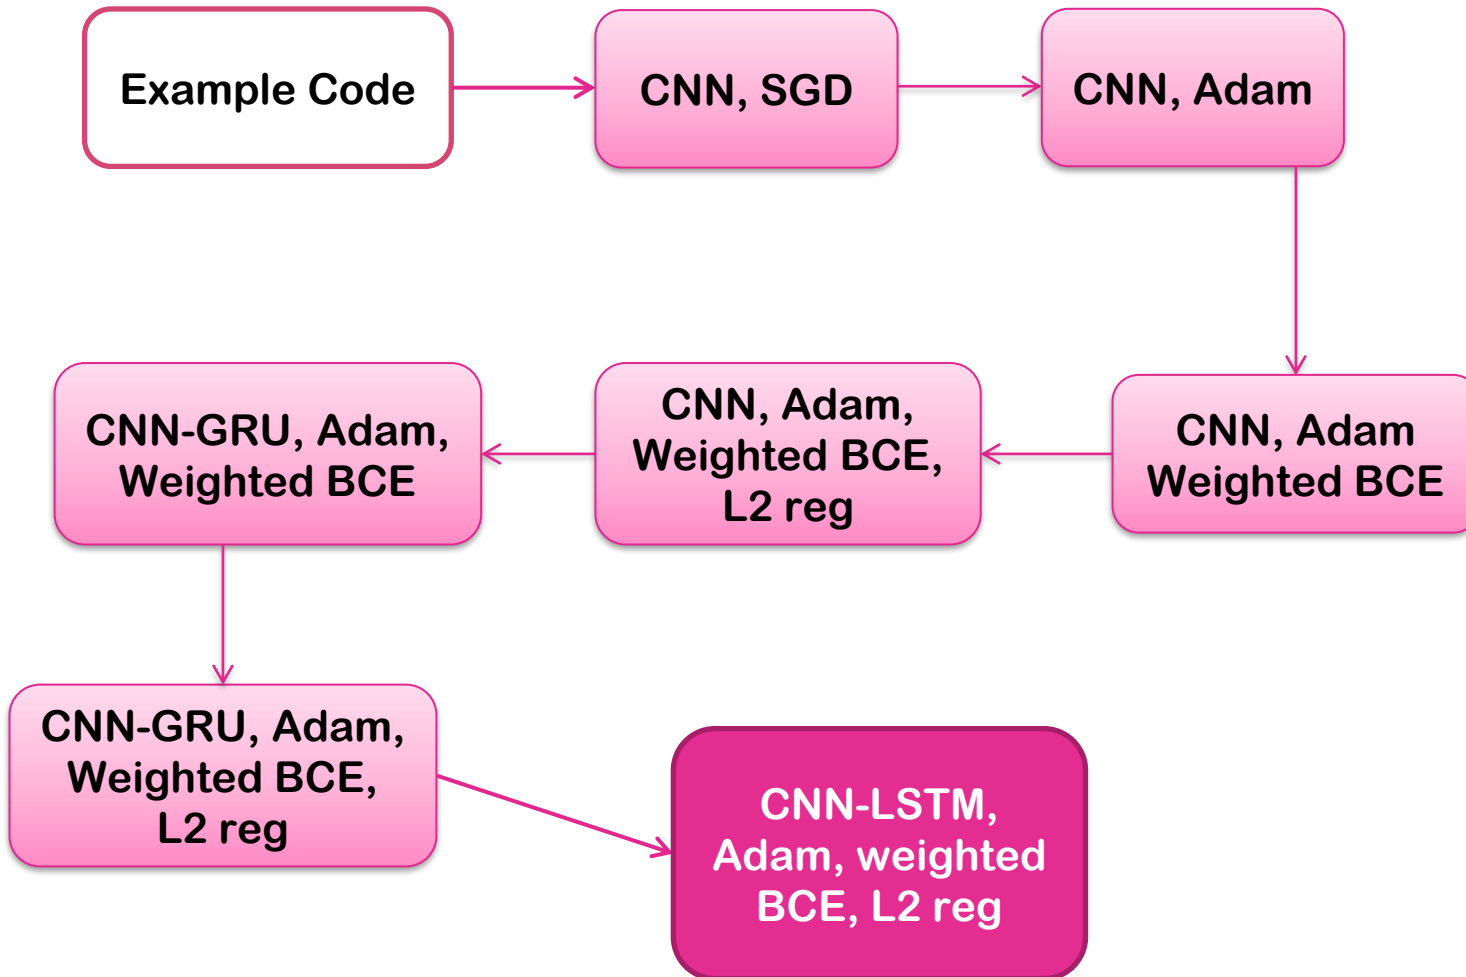 Example Code
CNN, SGD
CNN, Adam
CNN, Adam
Weighted BCE
CNN, Adam,
Weighted BCE,
L2 reg
CNN-GRU, Adam,
Weighted BCE
CNN-GRU, Adam,
Weighted BCE,
L2 reg
CNN-LSTM,
Adam, weighted
BCE, L2 reg